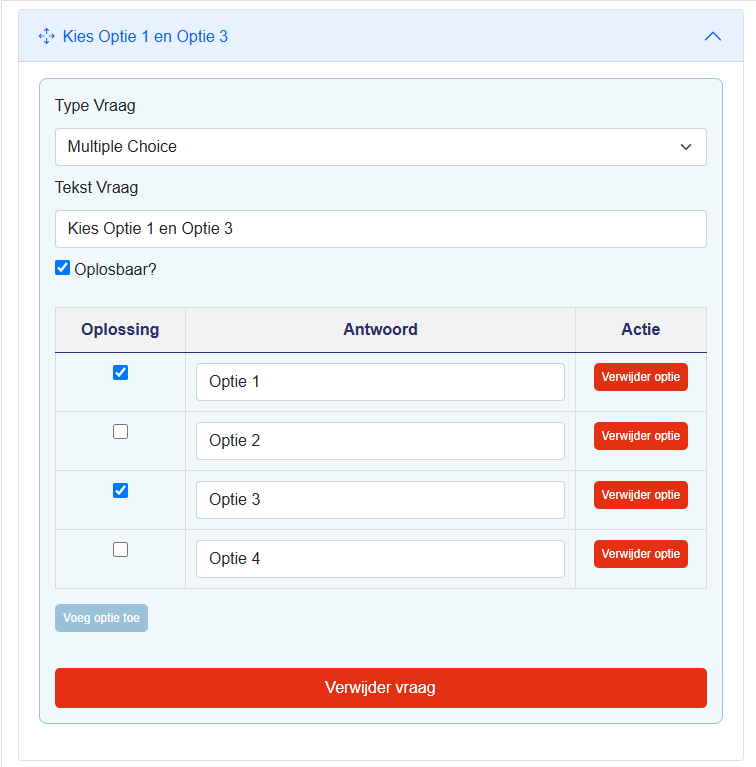 Kies Optie 1 en Optie 3
Type Vraag
Multiple Choice
Tekst Vraag
Kies Optie 1 en Optie 3
Oplosbaar?
Oplossing Antwoord Actie
Optie 1 Verwijder optie
Optie 2 Verwijder optie
Optie 3 Verwijder optie
Optie 4 Verwijder optie
Voeg optie toe
Verwijder vraag